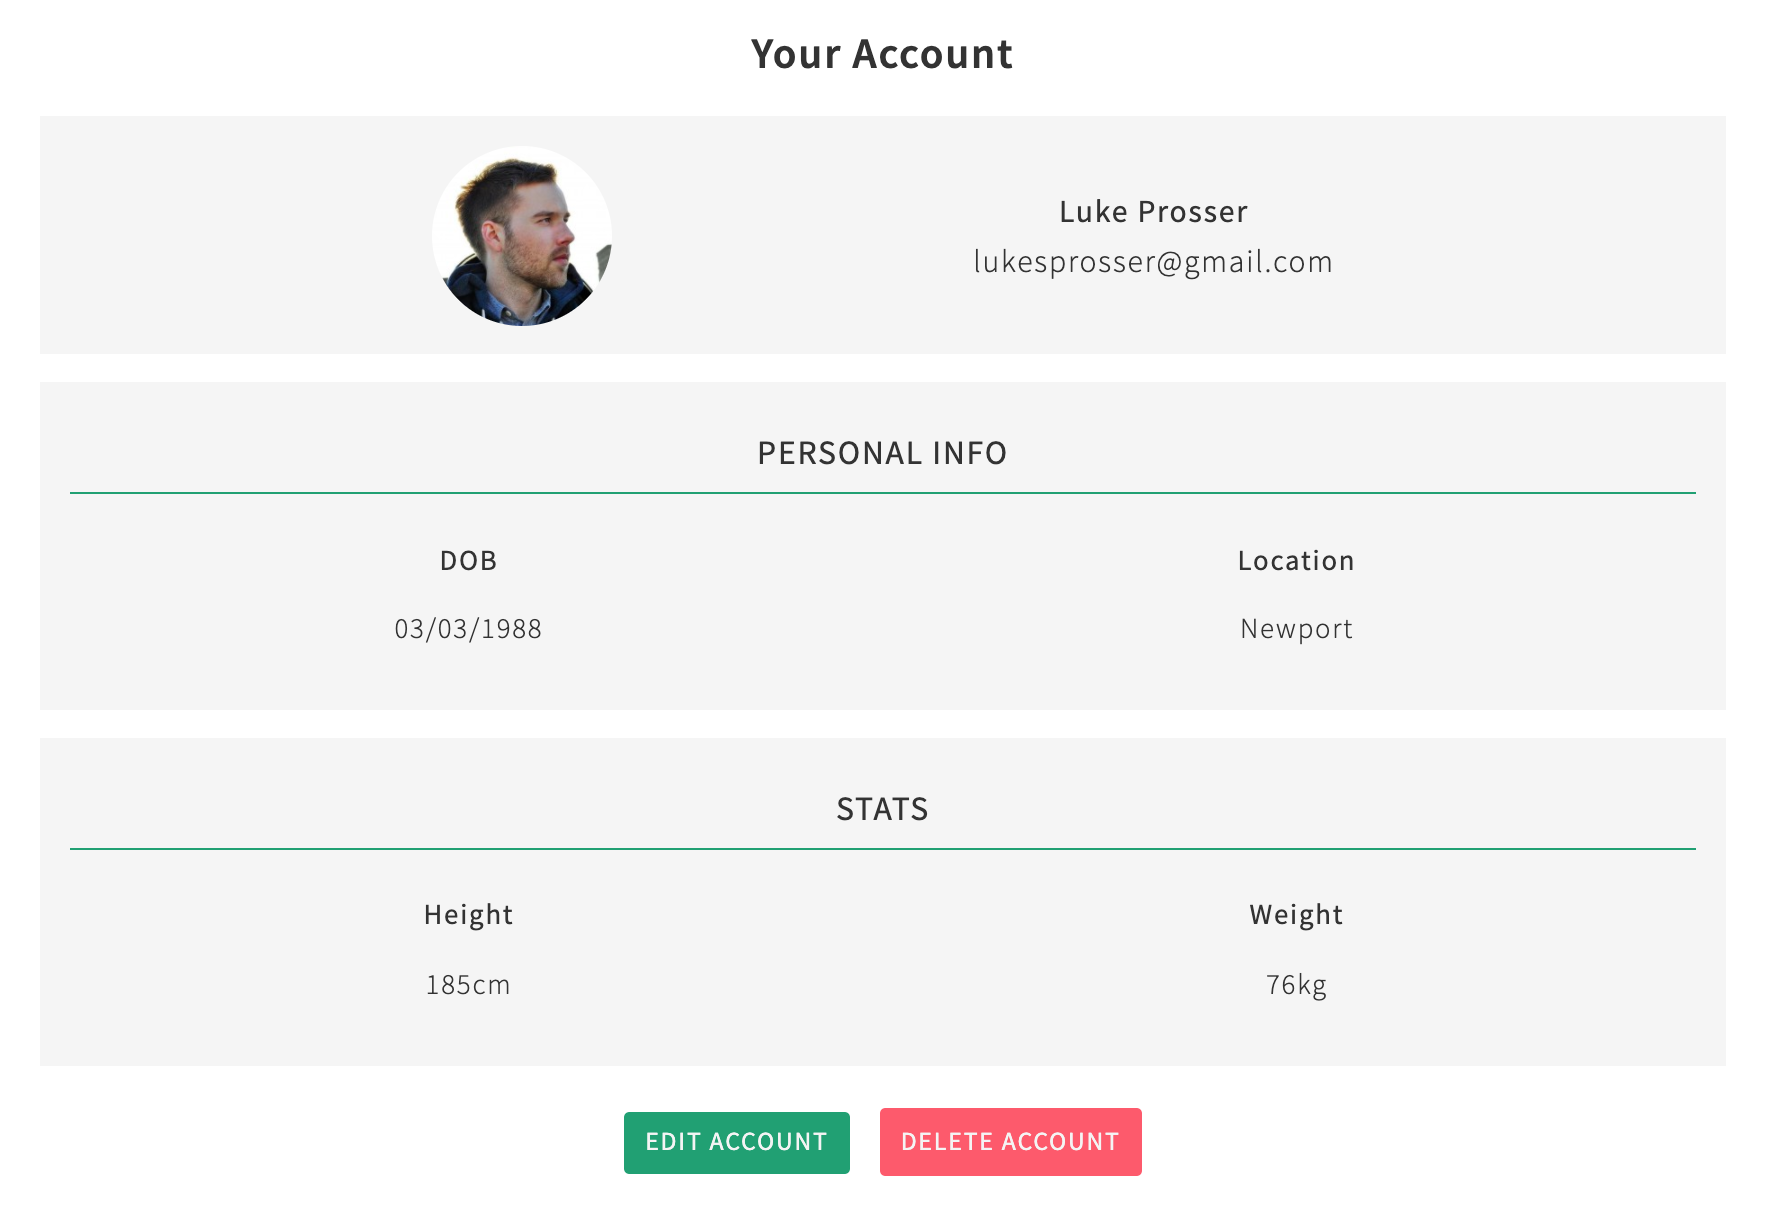 Your Account
Luke Prosser
lukesprosser@gmail.com
PERSONAL INFO
DOB
Location
03/03/1988
Newport
STATS
Height
Weight
185cm
76kg
EDIT ACCOUNT
DELETE ACCOUNT